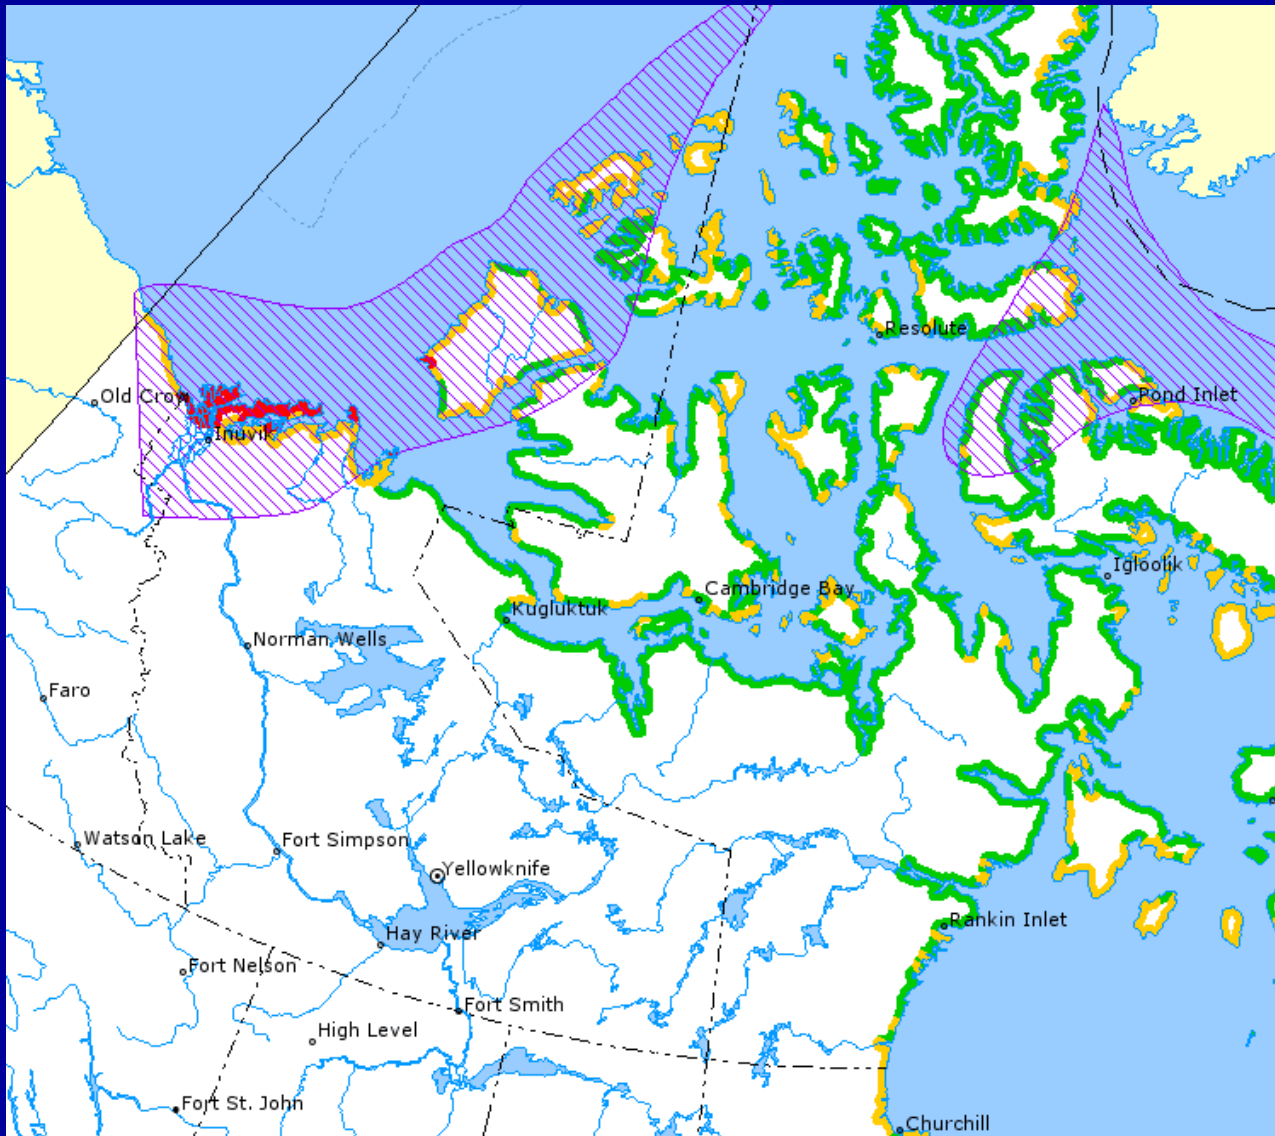 Resolute
Old Crow
Pond Inlet
Inuvik
Igloolik
Cambridge Bay
Kugluktuk
Norman Wells
Faro
Watson Lake
Fort Simpson
Yellowknife
Rankin Inlet
Hay River
Fort Nelson
Fort Smith
High Level
Fort St. John
Churchill